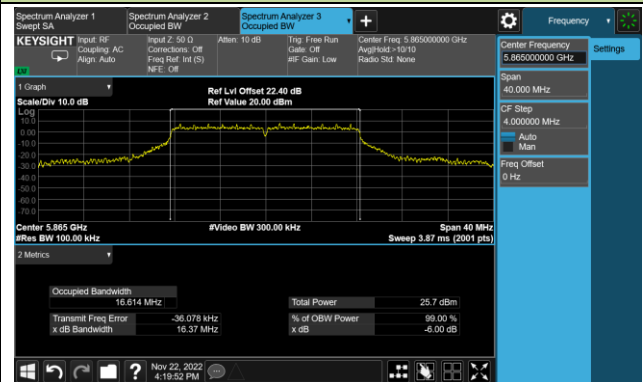 Spectrum Analyzer 1
Swept SA
Spectrum Analyzer 2
Occupied BW
Spectrum Analyzer 3
Occupied BW
Frequency
KEYSIGHT
Input: RF
Coupling: AC
Align: Auto
Input Z: 50 Ω
Corrections: Off
Freq Ref: Int (S)
NFE: Off
Atten: 10 dB
Trig: Free Run
Gate: Off
#IF Gain: Low
Center Freq: 5.865000000 GHz
Avg|Hold:>10/10
Radio Std: None
Center Frequency
5.865000000 GHz
Settings
Span
40.000 MHz
CF Step
4.000000 MHz
Auto
Man
Freq Offset
0 Hz
1 Graph
Scale/Div 10.0 dB
Ref Lvl Offset 22.40 dB
Ref Value 20.00 dBm
Log
10.0
0.00
-10.0
-20.0
-30.0
-40.0
-50.0
-60.0
-70.0
Center 5.865 GHz
#Res BW 100.00 kHz
#Video BW 300.00 kHz
Span 40 MHz
Sweep 3.87 ms (2001 pts)
2 Metrics
Occupied Bandwidth
16.614 MHz
Total Power 25.7 dBm
Transmit Freq Error -36.078 kHz
% of OBW Power 99.00 %
x dB Bandwidth 16.37 MHz
x dB -6.00 dB
Nov 22, 2022
4:19:52 PM